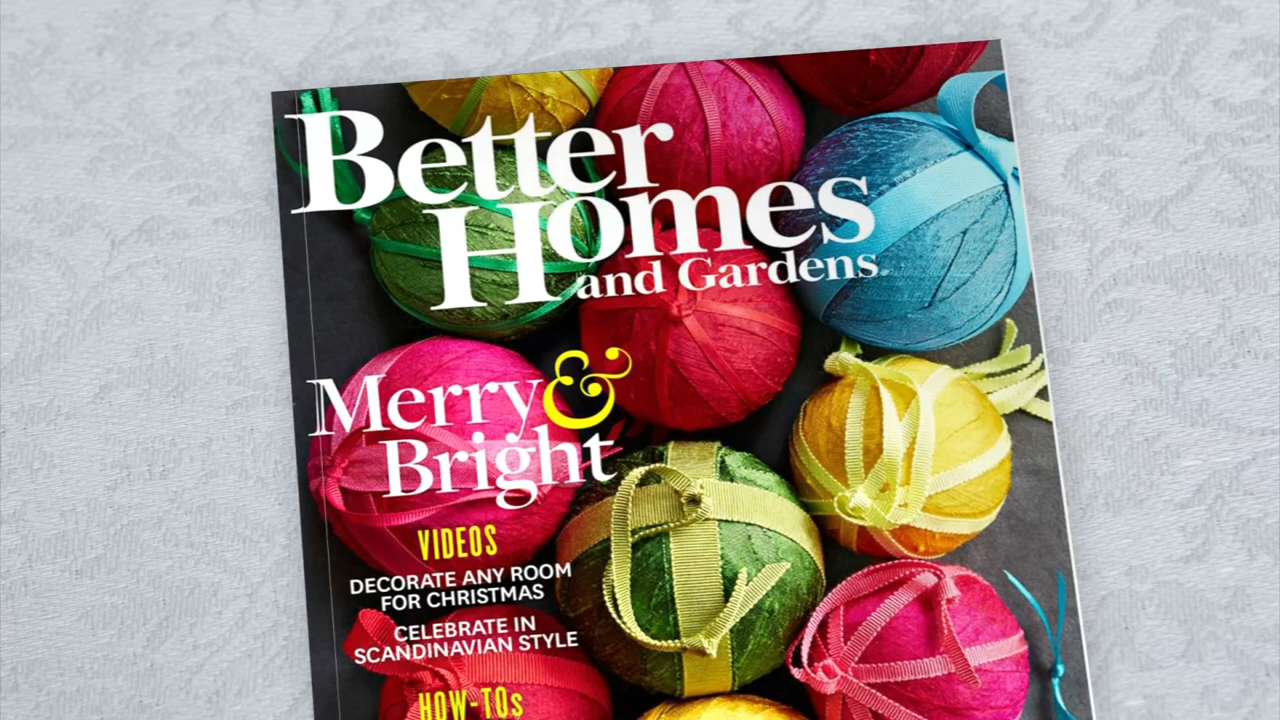 Better
Homes
and Gardens
Merry &
Bright
VIDEOS
DECORATE ANY ROOM
FOR CHRISTMAS
CELEBRATE IN
SCANDINAVIAN STYLE
HOW-TOs